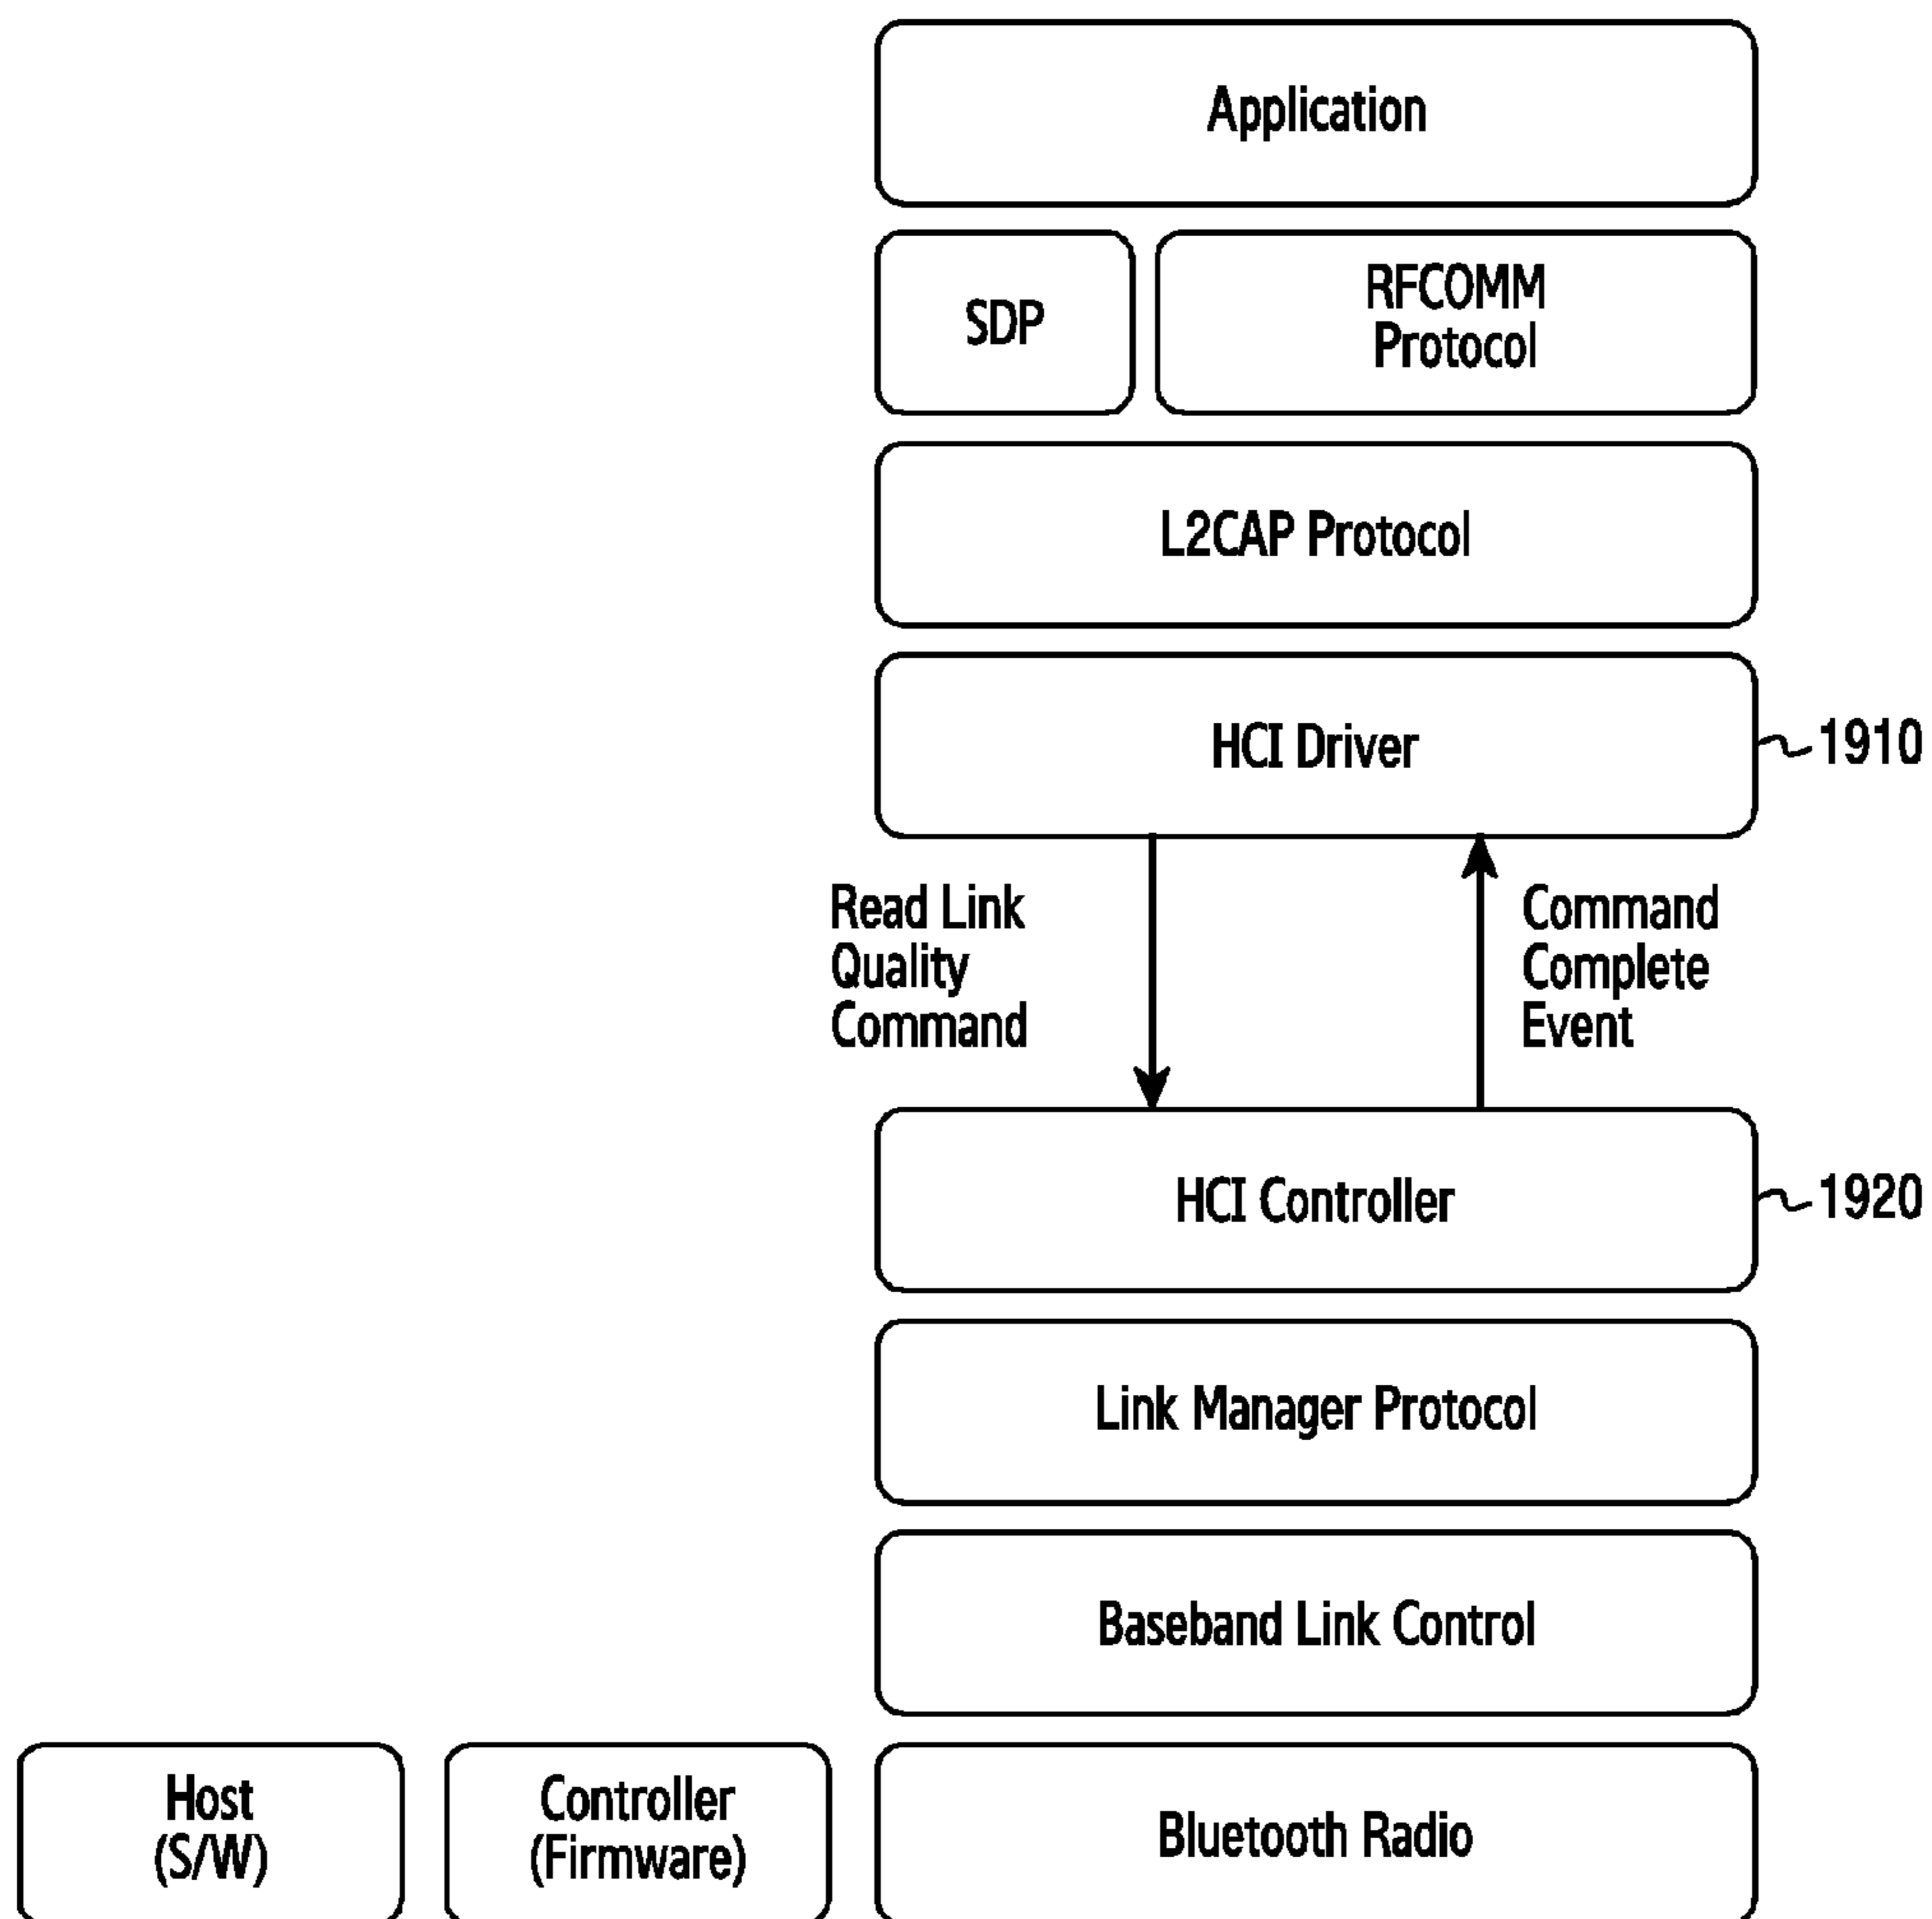 Application
SDP
RFCOMM
Protocol
L2CAP Protocol
HCI Driver
1910
Read Link
Quality
Command
Command
Complete
Event
HCI Controller
1920
Link Manager Protocol
Baseband Link Control
Host
(S/W)
Controller
(Firmware)
Bluetooth Radio